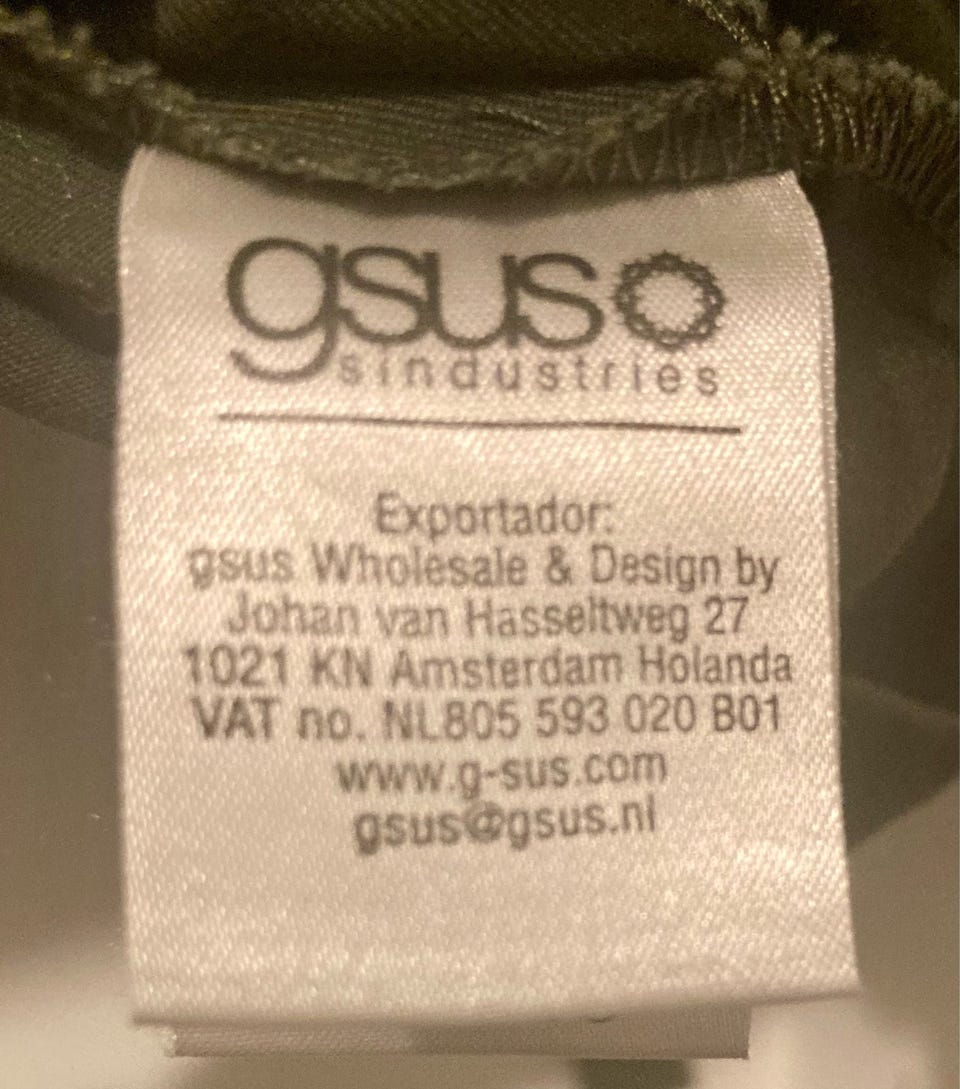 gsus
sindustries
Exportador:
gsus Wholesale & Design by
Johan van Hasseltweg 27
1021 KN Amsterdam Holanda
VAT no. NL805 593 020 B01
www.g-sus.com
gsus@gsus.nl